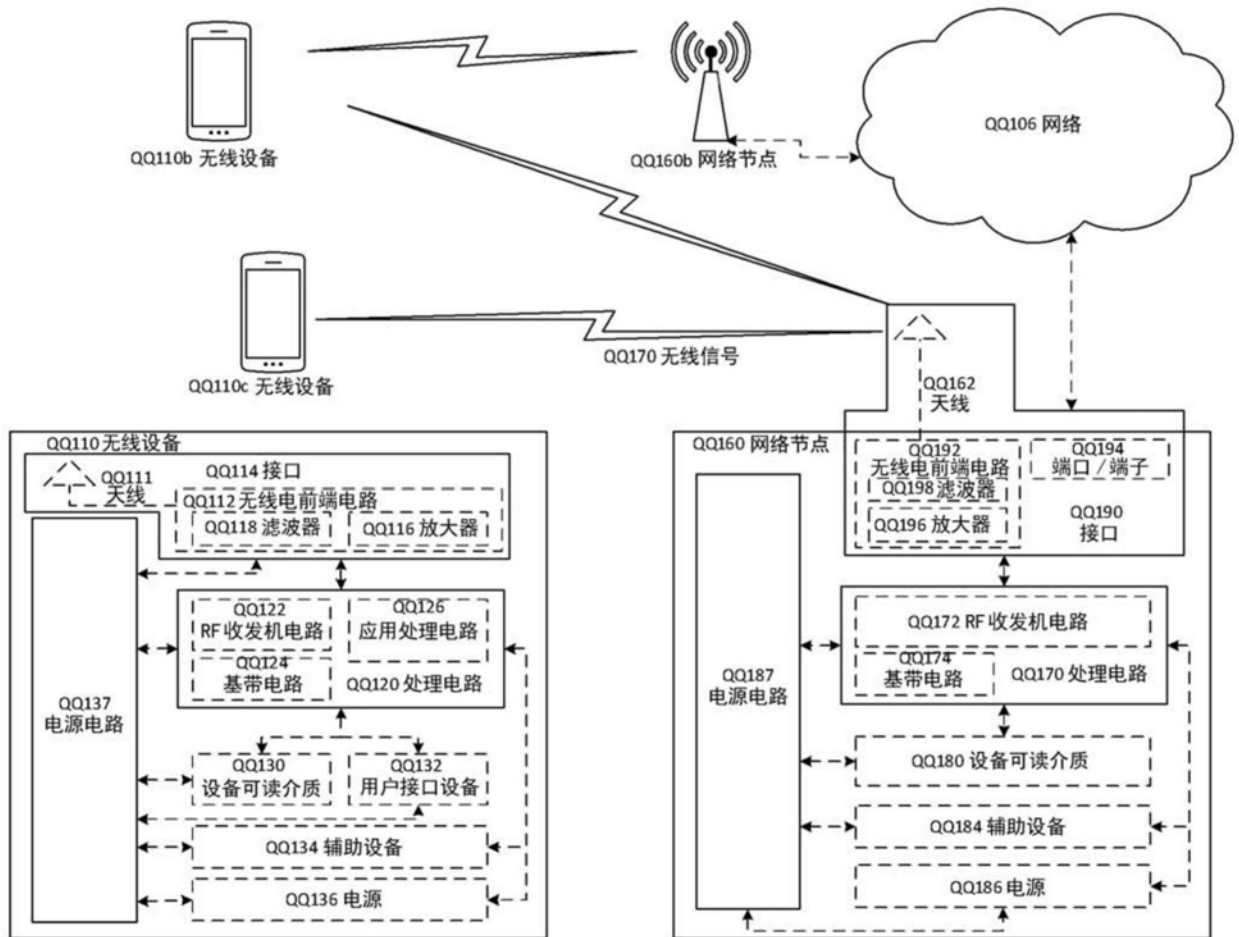 QQ110b 无线设备
QQ160b 网络节点
QQ106 网络
QQ110c 无线设备
QQ170 无线信号
QQ162
天线
QQ110 无线设备
QQ111
天线
QQ114 接口
QQ112 无线电前端电路
QQ118 滤波器
QQ116 放大器
QQ122
RF 收发机电路
QQ126
应用处理电路
QQ124
基带电路
QQ120 处理电路
QQ137
电源电路
QQ130
设备可读介质
QQ132
用户接口设备
QQ134 辅助设备
QQ136 电源
QQ160 网络节点
QQ192
无线电前端电路
QQ198 滤波器
QQ196 放大器
QQ194
端口 / 端子
QQ190
接口
QQ172 RF 收发机电路
QQ174
基带电路
QQ170 处理电路
QQ187
电源电路
QQ180 设备可读介质
QQ184 辅助设备
QQ186 电源